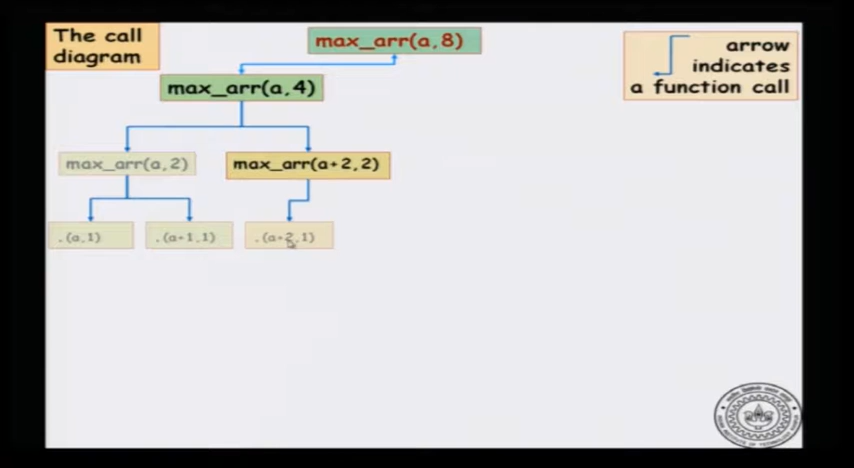 The call
diagram
max_arr(a,8)
arrow
indicates
a function call
max_arr(a,4)
max_arr(a,2)
max_arr(a+2,2)
.(a,1)
.(a+1,1)
.(a+2,1)